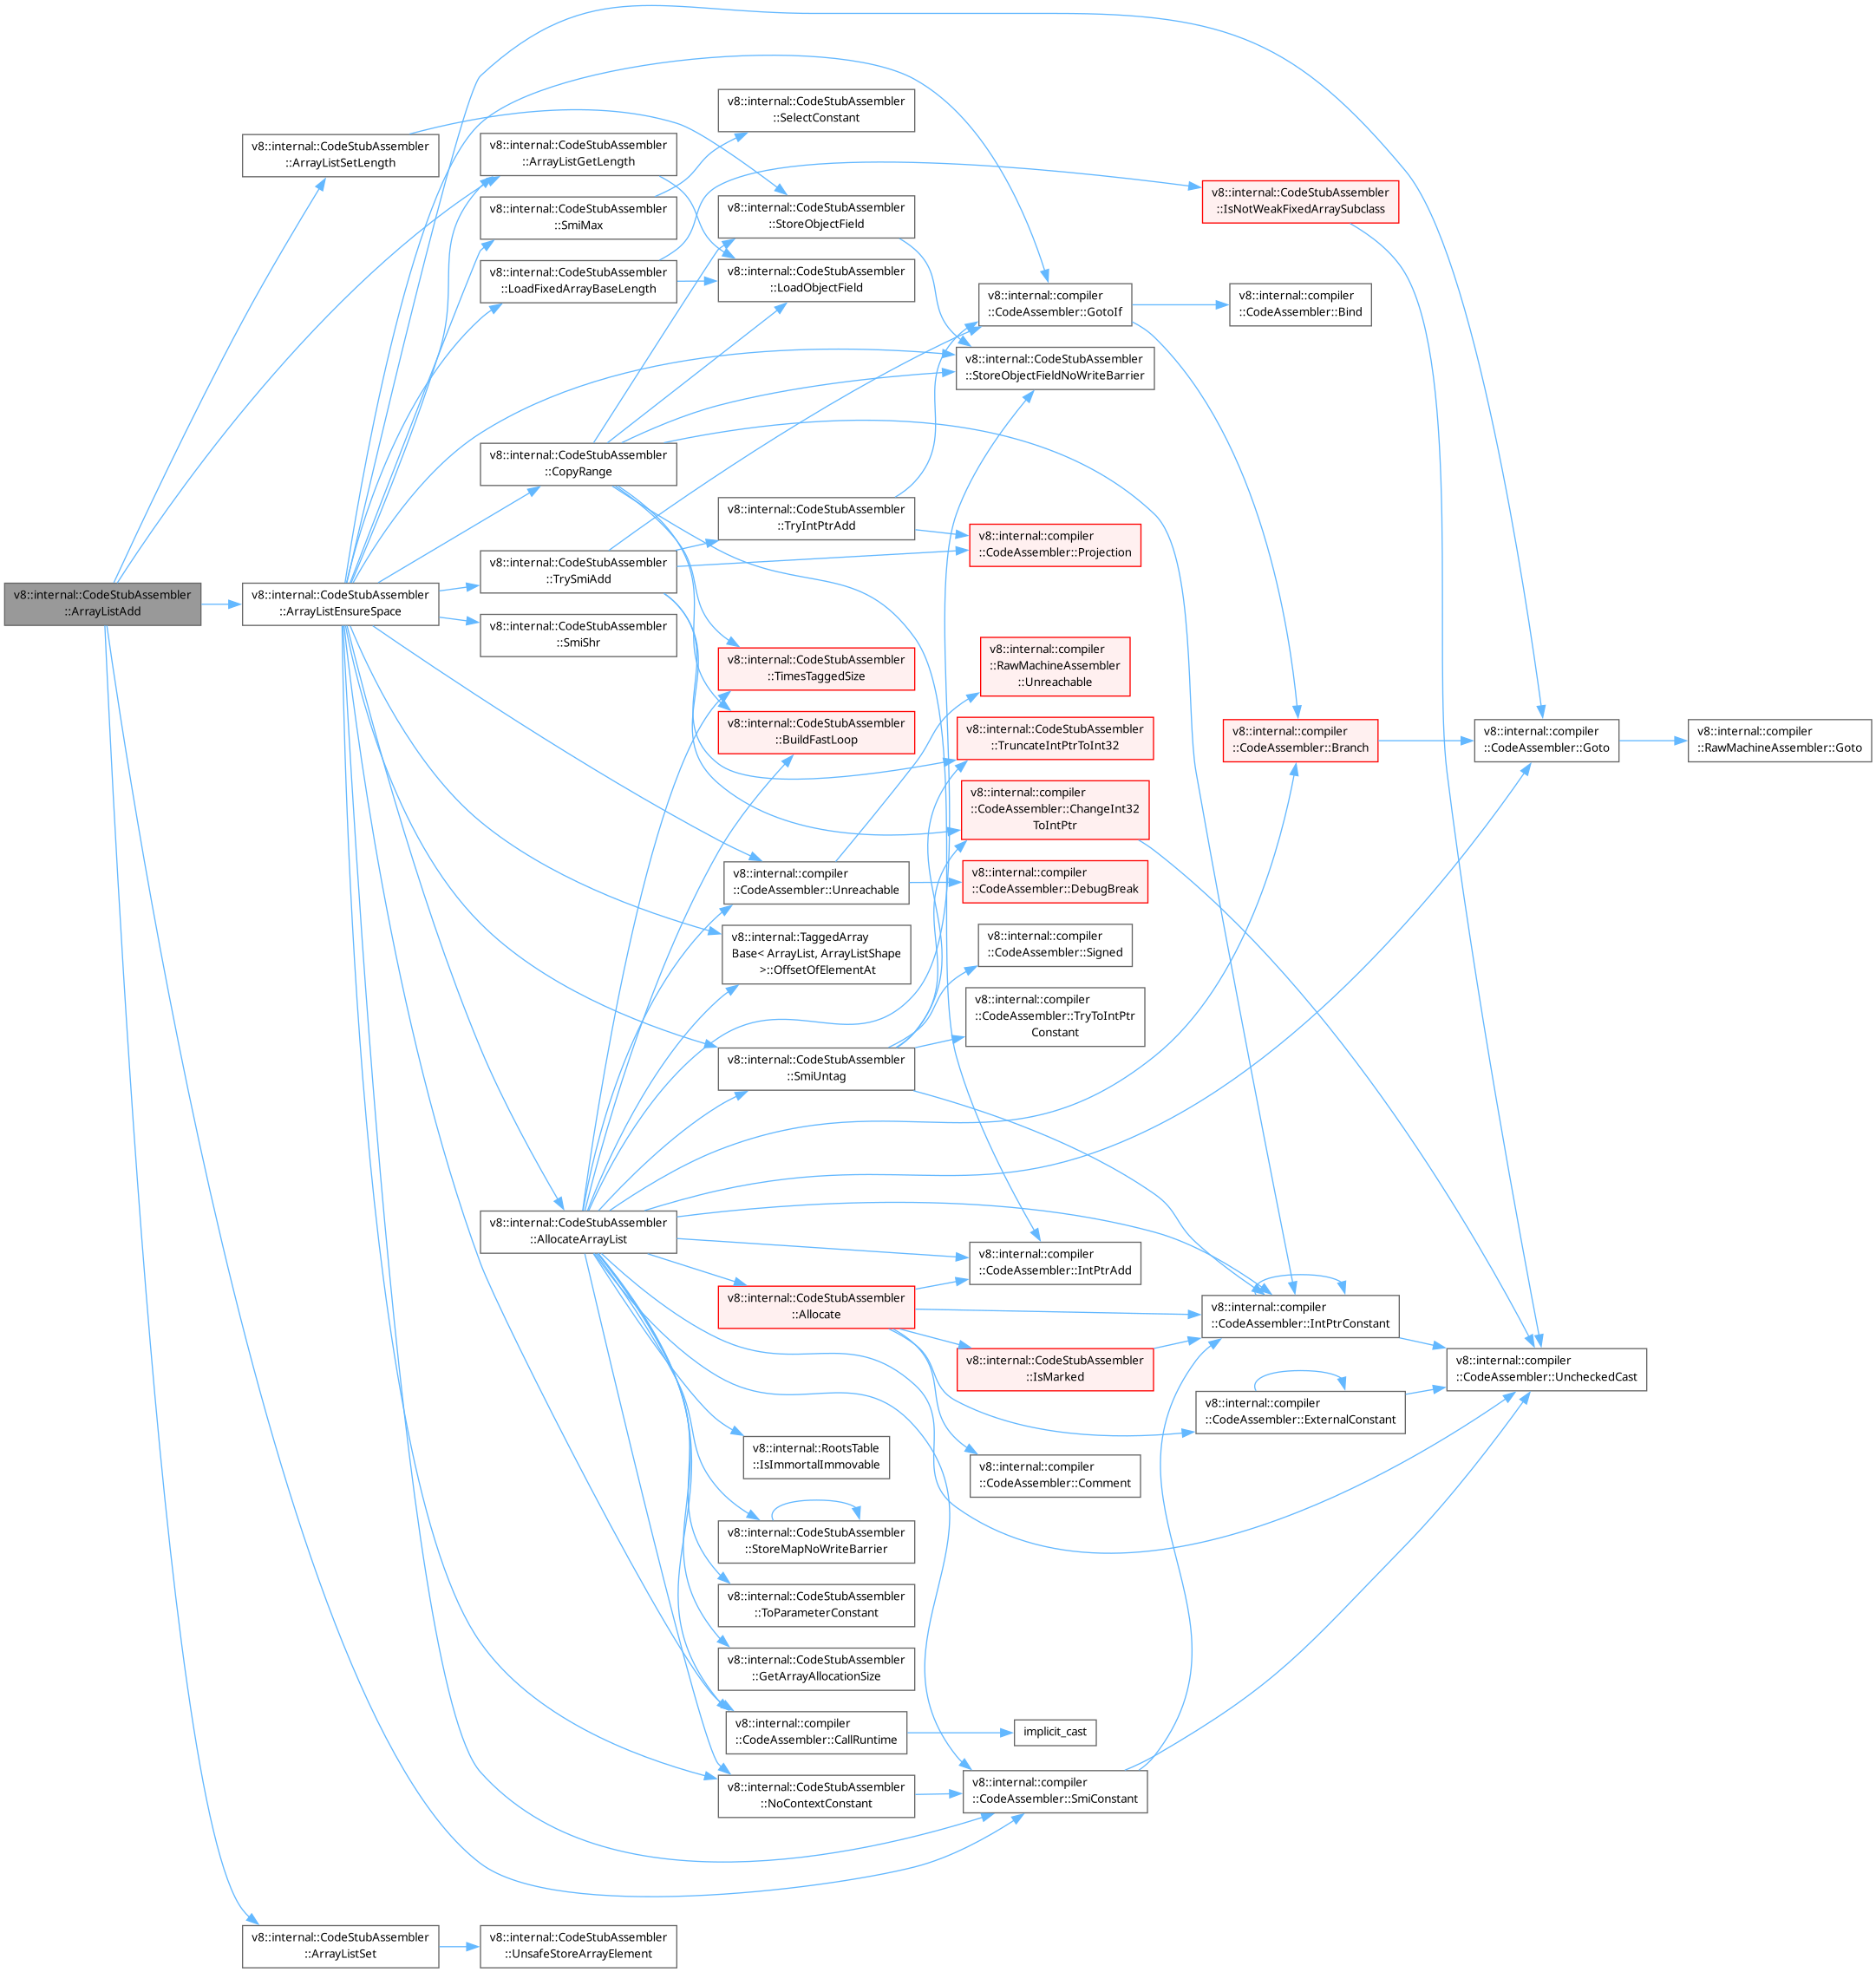 v8::internal::CodeStubAssembler
::ArrayListAdd
v8::internal::CodeStubAssembler
::ArrayListSetLength
v8::internal::CodeStubAssembler
::ArrayListEnsureSpace
v8::internal::CodeStubAssembler
::ArrayListSet
v8::internal::CodeStubAssembler
::ArrayListGetLength
v8::internal::CodeStubAssembler
::SmiMax
v8::internal::CodeStubAssembler
::LoadFixedArrayBaseLength
v8::internal::CodeStubAssembler
::CopyRange
v8::internal::CodeStubAssembler
::TrySmiAdd
v8::internal::CodeStubAssembler
::SmiShr
v8::internal::CodeStubAssembler
::AllocateArrayList
v8::internal::CodeStubAssembler
::UnsafeStoreArrayElement
v8::internal::CodeStubAssembler
::SelectConstant
v8::internal::CodeStubAssembler
::StoreObjectField
v8::internal::CodeStubAssembler
::LoadObjectField
v8::internal::CodeStubAssembler
::TryIntPtrAdd
v8::internal::CodeStubAssembler
::TimesTaggedSize
v8::internal::CodeStubAssembler
::BuildFastLoop
v8::internal::compiler
::CodeAssembler::Unreachable
v8::internal::TaggedArray
Base< ArrayList, ArrayListShape
>::OffsetOfElementAt
v8::internal::CodeStubAssembler
::SmiUntag
v8::internal::CodeStubAssembler
::Allocate
v8::internal::RootsTable
::IsImmortalImmovable
v8::internal::CodeStubAssembler
::StoreMapNoWriteBarrier
v8::internal::CodeStubAssembler
::ToParameterConstant
v8::internal::CodeStubAssembler
::GetArrayAllocationSize
v8::internal::compiler
::CodeAssembler::CallRuntime
v8::internal::CodeStubAssembler
::NoContextConstant
v8::internal::compiler
::CodeAssembler::GotoIf
v8::internal::CodeStubAssembler
::StoreObjectFieldNoWriteBarrier
v8::internal::compiler
::CodeAssembler::Projection
v8::internal::compiler
::RawMachineAssembler
::Unreachable
v8::internal::CodeStubAssembler
::TruncateIntPtrToInt32
v8::internal::compiler
::CodeAssembler::ChangeInt32
ToIntPtr
v8::internal::compiler
::CodeAssembler::DebugBreak
v8::internal::compiler
::CodeAssembler::Signed
v8::internal::compiler
::CodeAssembler::TryToIntPtr
Constant
v8::internal::compiler
::CodeAssembler::IntPtrAdd
v8::internal::CodeStubAssembler
::IsMarked
v8::internal::compiler
::CodeAssembler::Comment
implicit_cast
v8::internal::compiler
::CodeAssembler::SmiConstant
v8::internal::CodeStubAssembler
::IsNotWeakFixedArraySubclass
v8::internal::compiler
::CodeAssembler::Bind
v8::internal::compiler
::CodeAssembler::Branch
v8::internal::compiler
::CodeAssembler::IntPtrConstant
v8::internal::compiler
::CodeAssembler::ExternalConstant
v8::internal::compiler
::CodeAssembler::Goto
v8::internal::compiler
::CodeAssembler::UncheckedCast
v8::internal::compiler
::RawMachineAssembler::Goto